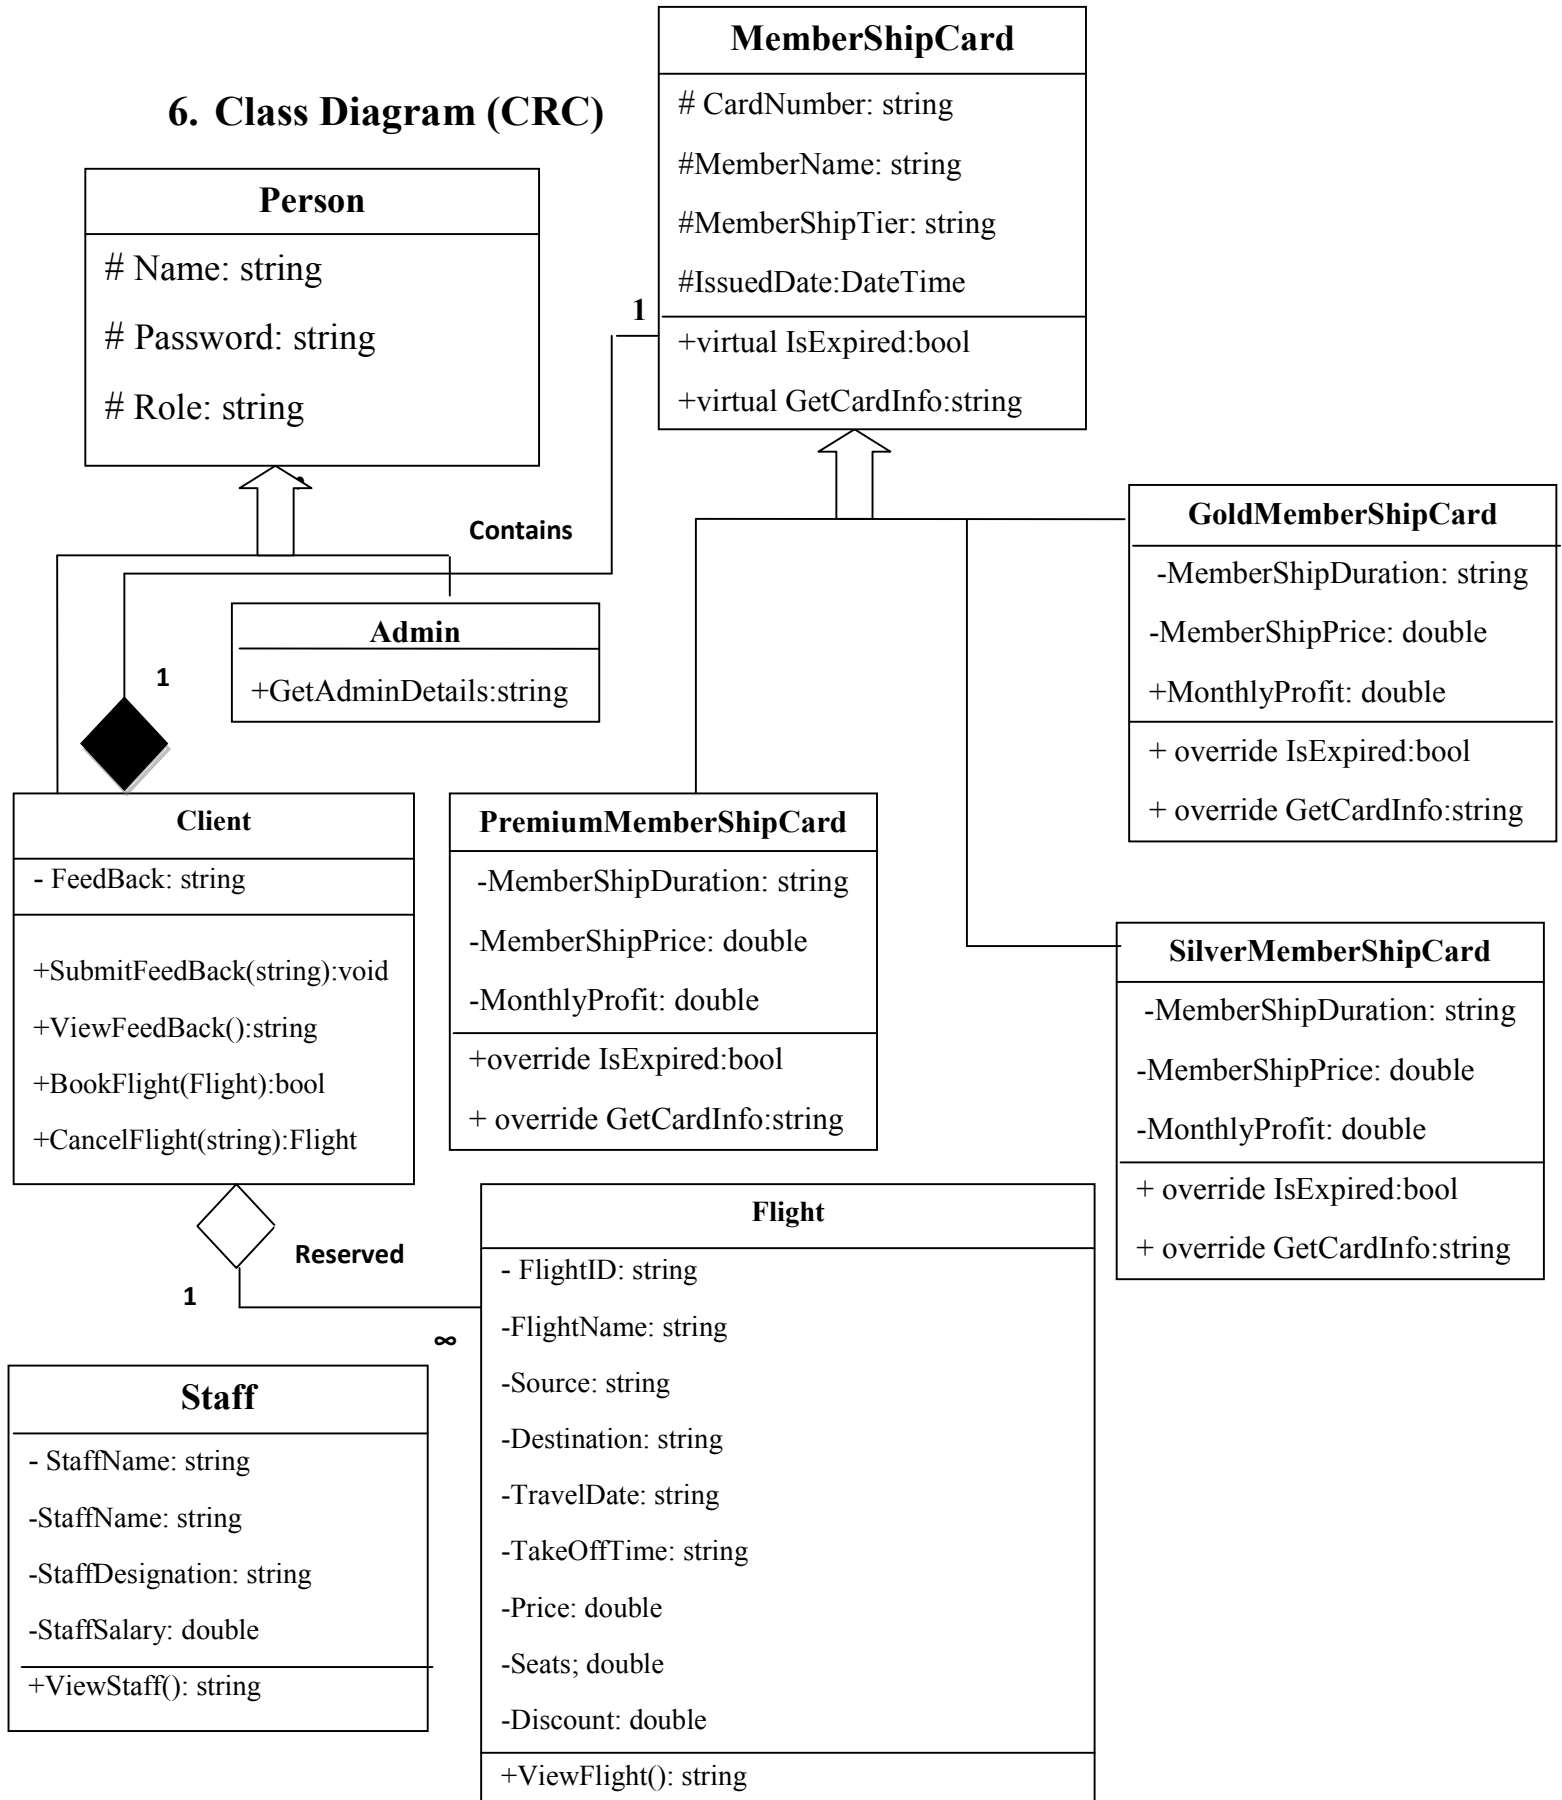 6. Class Diagram (CRC)
MemberShipCard
# CardNumber: string
#MemberName: string
#MemberShipTier: string
#IssuedDate:DateTime
+virtual IsExpired:bool
+virtual GetCardInfo:string
1
Person
# Name: string
# Password: string
# Role: string
Contains
Admin
+GetAdminDetails:string
1
GoldMemberShipCard
-MemberShipDuration: string
-MemberShipPrice: double
+MonthlyProfit: double
+ override IsExpired:bool
+ override GetCardInfo:string
Client
- FeedBack: string
+SubmitFeedBack(string):void
+ViewFeedBack():string
+BookFlight(Flight):bool
+CancelFlight(string):Flight
PremiumMemberShipCard
-MemberShipDuration: string
-MemberShipPrice: double
-MonthlyProfit: double
+override IsExpired:bool
+ override GetCardInfo:string
SilverMemberShipCard
-MemberShipDuration: string
-MemberShipPrice: double
-MonthlyProfit: double
+ override IsExpired:bool
+ override GetCardInfo:string
Reserved
1
∞
Flight
- FlightID: string
-FlightName: string
-Source: string
-Destination: string
-TravelDate: string
-TakeOffTime: string
-Price: double
-Seats; double
-Discount: double
+ViewFlight(): string
Staff
- StaffName: string
-StaffName: string
-StaffDesignation: string
-StaffSalary: double
+ViewStaff(): string